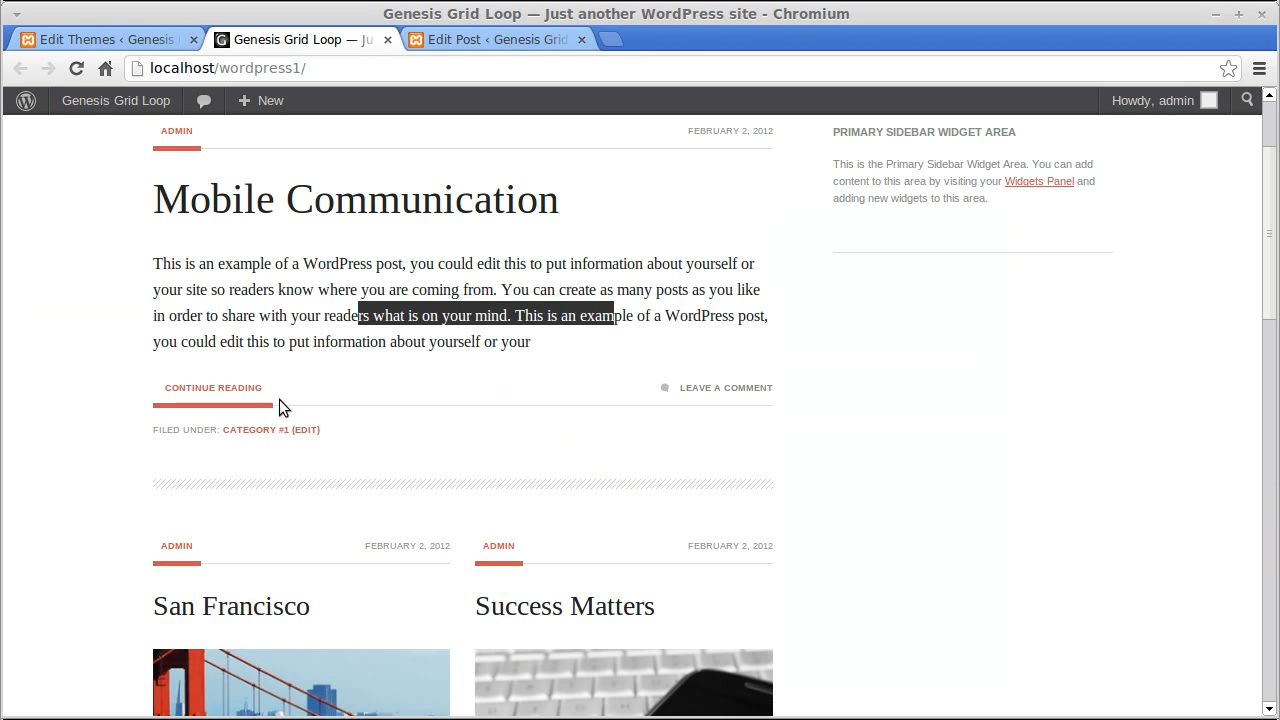 Genesis Grid Loop — Just another WordPress site - Chromium
Edit Themes ‹ Genesis
Genesis Grid Loop — Ju
Edit Post ‹ Genesis Grid
localhost/wordpress1/
Genesis Grid Loop
New
Howdy, admin
ADMIN
FEBRUARY 2, 2012
Mobile Communication
This is an example of a WordPress post, you could edit this to put information about yourself or
your site so readers know where you are coming from. You can create as many posts as you like
in order to share with your readers what is on your mind. This is an example of a WordPress post,
you could edit this to put information about yourself or your
CONTINUE READING
LEAVE A COMMENT
FILED UNDER: CATEGORY #1 (EDIT)
ADMIN
FEBRUARY 2, 2012
San Francisco
ADMIN
FEBRUARY 2, 2012
Success Matters
PRIMARY SIDEBAR WIDGET AREA
This is the Primary Sidebar Widget Area. You can add
content to this area by visiting your Widgets Panel and
adding new widgets to this area.